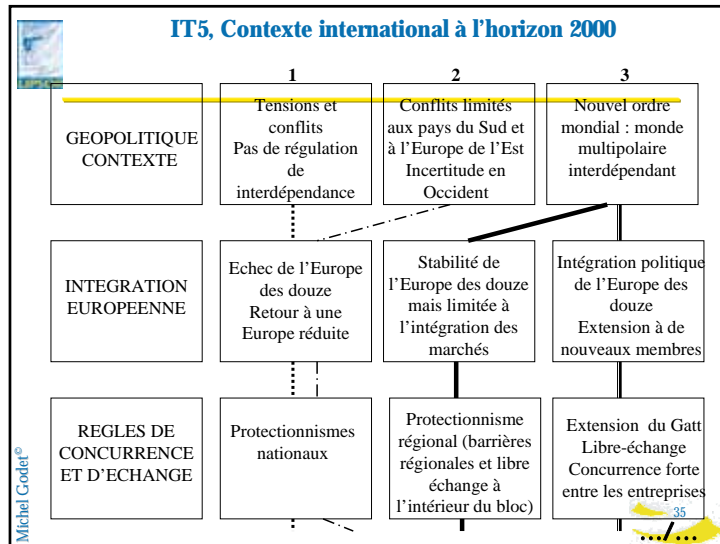 IT5, Contexte international à l'horizon 2000
1
2
3
GEOPOLITIQUE
CONTEXTE
Tensions et
conflits
Pas de régulation
de
interdépendance
Conflits limités
aux pays du Sud et
à l'Europe de l'Est
Incertitude en
Occident
Nouvel ordre
mondial : monde
multipolaire
interdépendant
INTEGRATION
EUROPEENNE
Echec de l'Europe
des douze
Retour à une
Europe réduite
Stabilité de
l'Europe des douze
mais limitée à
l'intégration des
marchés
Intégration politique
de l'Europe des
douze
Extension à de
nouveaux membres
REGLES DE
CONCURRENCE
ET D'ECHANGE
Protectionnismes
nationaux
Protectionnisme
régional (barrières
régionales et libre
échange à
l'intérieur du bloc)
Extension du Gatt
Libre-échange
Concurrence forte
entre les entreprises
Michel Godet©
35
.../...